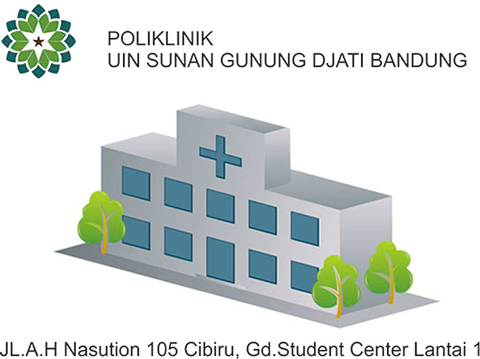 POLIKLINIK
UIN SUNAN GUNUNG DJATI BANDUNG
JL.A.H Nasution 105 Cibiru, Gd.Student Center Lantai 1